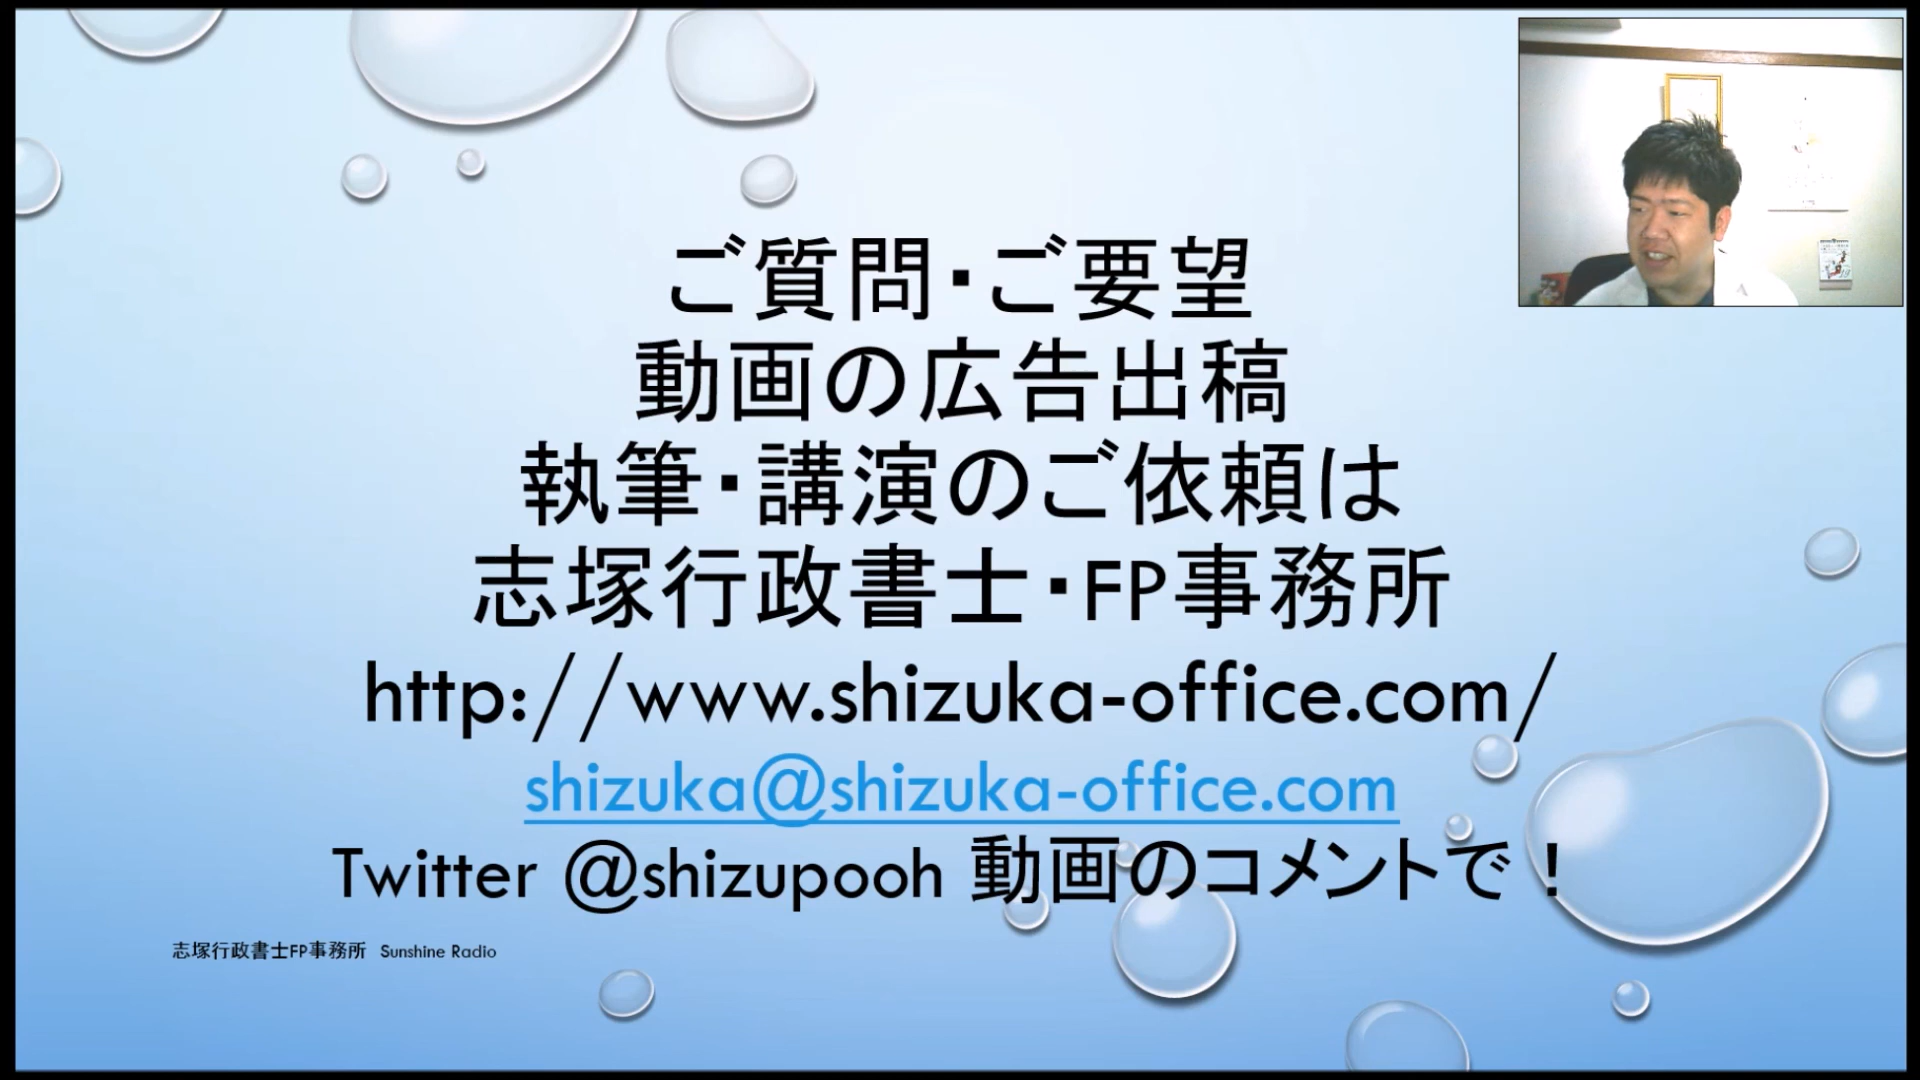 ご質問・ご要望
動画の広告出稿
執筆・講演のご依頼は
志塚行政書士・FP事務所
http://www.shizuka-office.com/
shizuka@shizuka-office.com
Twitter @shizupooh 動画のコメントで！
志塚行政書士FP事務所 Sunshine Radio